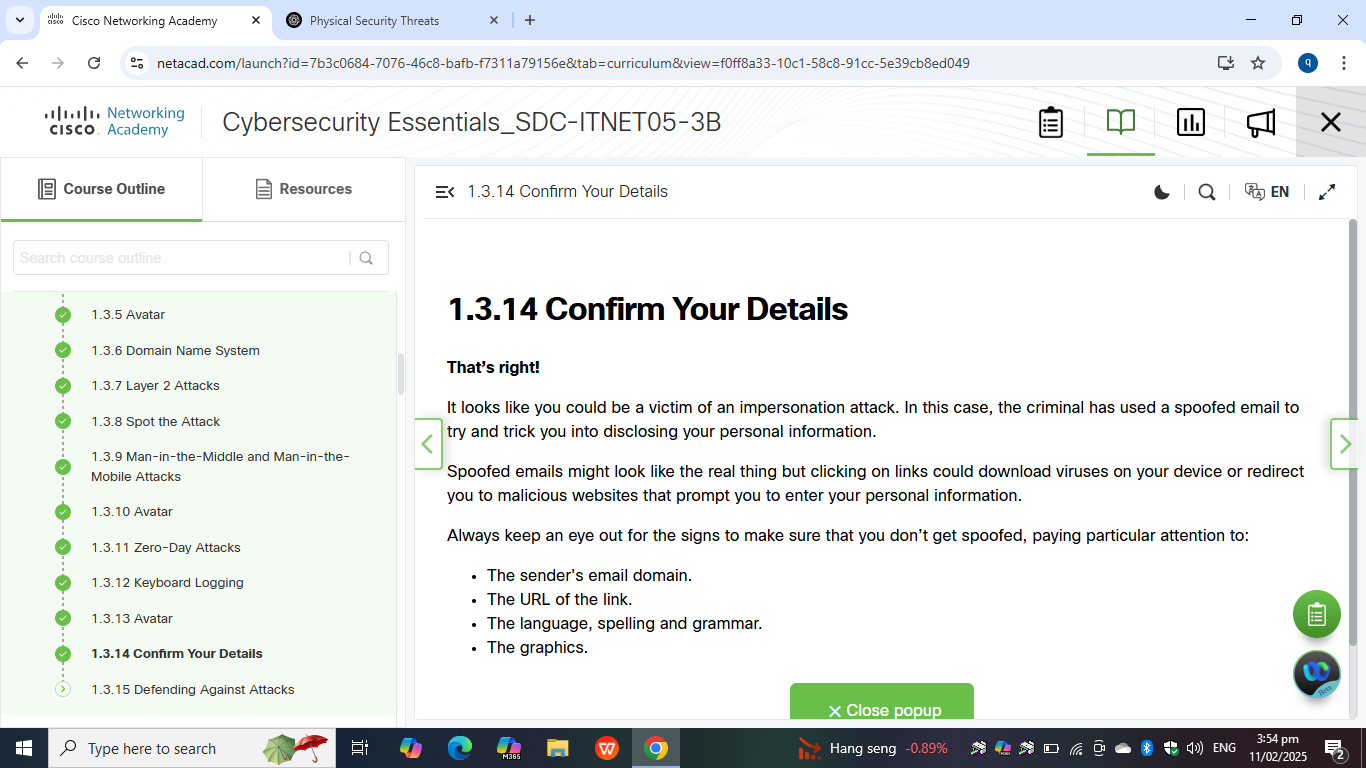 Cisco Networking Academy
Physical Security Threats
netacad.com/launch?id=7b3c0684-7076-46c8-bafb-f7311a79156e&tab=curriculum&view=f0ff8a33-10c1-58c8-91cc-5e39cb8ed049
q
CISCO Networking Academy
Cybersecurity Essentials_SDC-ITNET05-3B
Course Outline
Resources
1.3.14 Confirm Your Details
EN
Search course outline
1.3.5 Avatar
1.3.6 Domain Name System
1.3.7 Layer 2 Attacks
1.3.8 Spot the Attack
1.3.9 Man-in-the-Middle and Man-in-the-
Mobile Attacks
1.3.10 Avatar
1.3.11 Zero-Day Attacks
1.3.12 Keyboard Logging
1.3.13 Avatar
1.3.14 Confirm Your Details
1.3.15 Defending Against Attacks
1.3.14 Confirm Your Details
That’s right!
It looks like you could be a victim of an impersonation attack. In this case, the criminal has used a spoofed email to
try and trick you into disclosing your personal information.
Spoofed emails might look like the real thing but clicking on links could download viruses on your device or redirect
you to malicious websites that prompt you to enter your personal information.
Always keep an eye out for the signs to make sure that you don’t get spoofed, paying particular attention to:
• The sender's email domain.
• The URL of the link.
• The language, spelling and grammar.
• The graphics.
Close popup
Beta
Type here to search
M365
Hang seng -0.89%
ENG
3:54 pm
11/02/2025
2